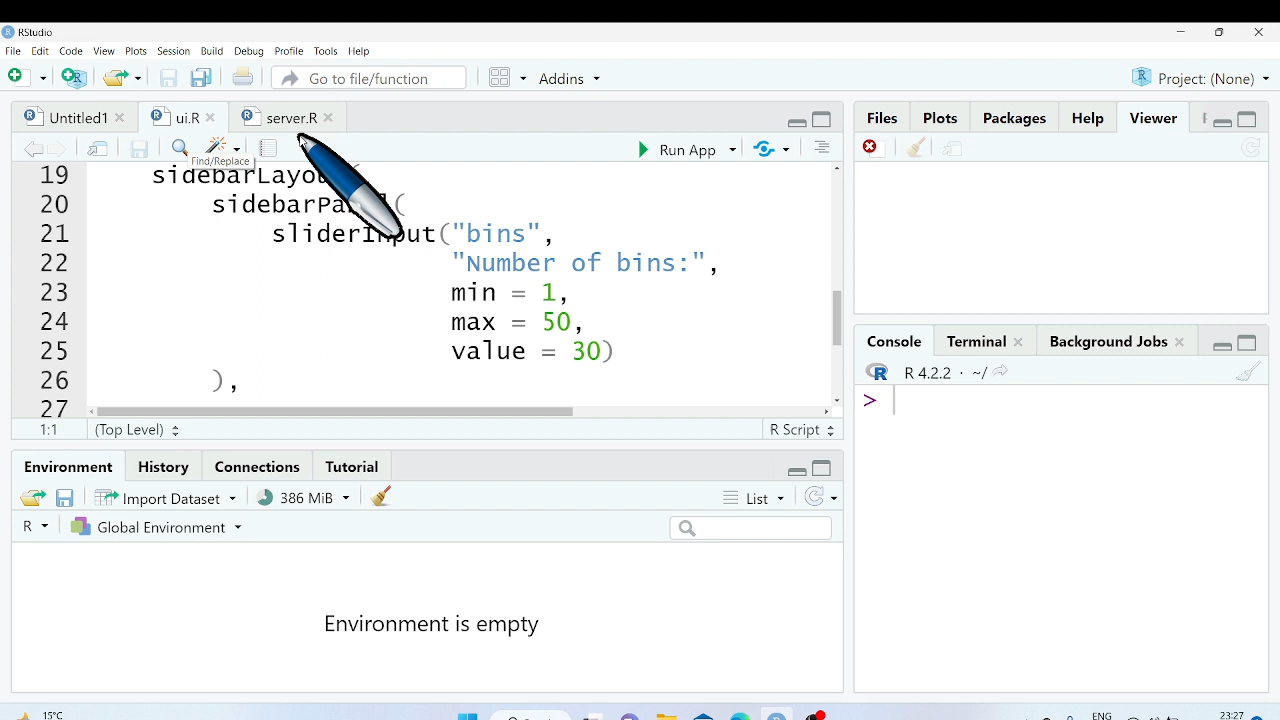 RStudio
File Edit Code View Plots Session Build Debug Profile Tools Help
Go to file/function Addins Project: (None)
Untitled1 ui.R server.R
Find/Replace Run App
19 
20 sidebarPa (
21 sliderInput("bins",
22 "Number of bins:",
23 min = 1,
24 max = 50,
25 value = 30)
26 ),
27
1:1 (Top Level) R Script
Environment History Connections Tutorial
Import Dataset 386 MiB List
R Global Environment
Environment is empty
Files Plots Packages Help Viewer
Console Terminal Background Jobs
R 4.2.2 · ~/
>
15°C ENG 23:27